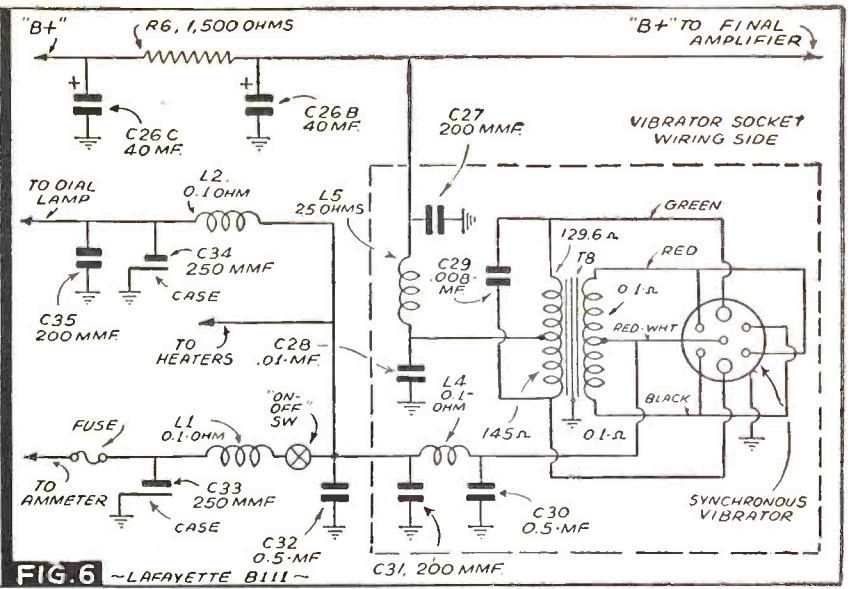 "B+"
R6, 1,500 OHMS
"B+" TO FINAL
AMPLIFIER
+
+
C26C
40 MF.
C26B
40 MF.
C27
200 MMF.
VIBRATOR SOCKET
WIRING SIDE
TO DIAL
LAMP
L2
0.1 OHM
L5
25 OHMS
GREEN
129.6 Ω
T8
RED
C34
250 MMF
CASE
C35
200 MMF.
C29
.008-
MF.
0.1-Ω
RED-WHT
TO
HEATERS
C28
.01-MF.
L4
0.1-
OHM
BLACK
"ON-
OFF"
SW
FUSE
L1
0.1-OHM
145 Ω
0.1-Ω
TO
AMMETER
C33
250 MMF
CASE
C32
0.5-MF
C30
0.5-MF
SYNCHRONOUS
VIBRATOR
C31, 200 MMF.
FIG.6
~LAFAYETTE B111~